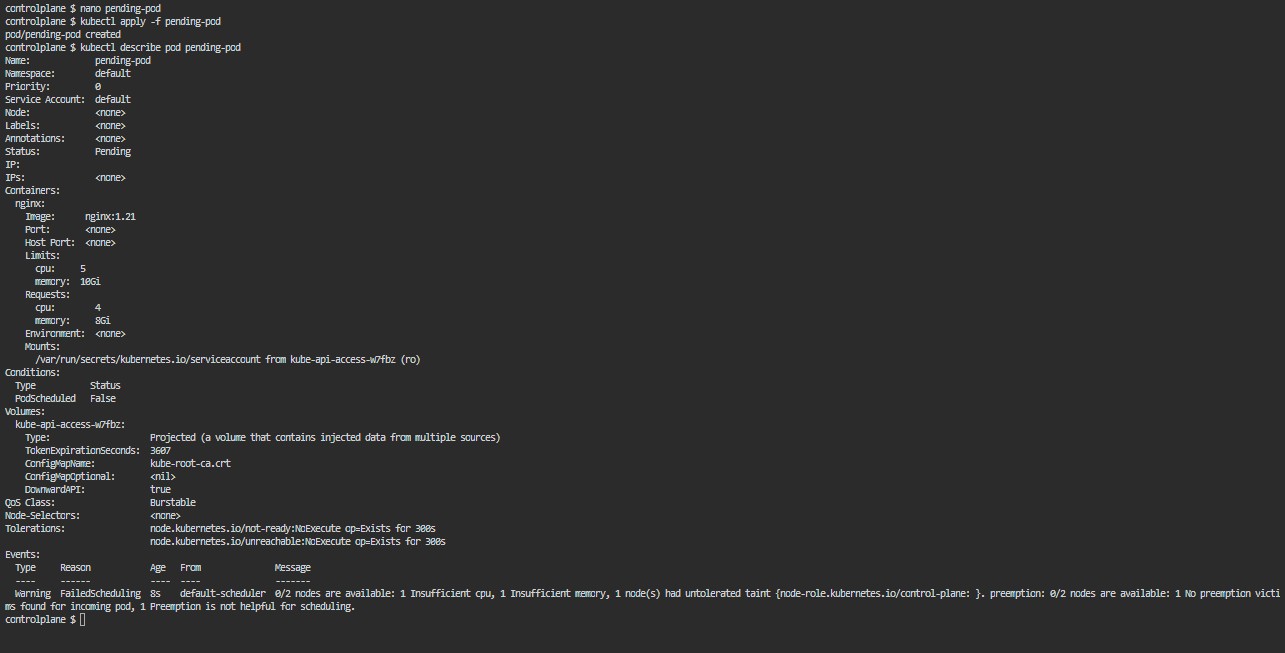 controlplane $ nano pending-pod
controlplane $ kubectl apply -f pending-pod
pod/pending-pod created
controlplane $ kubectl describe pod pending-pod
Name:             pending-pod
Namespace:        default
Priority:         0
Service Account:  default
Node:             <none>
Labels:           <none>
Annotations:      <none>
Status:           Pending
IP:
IPs:              <none>
Containers:
  nginx:
    Image:      nginx:1.21
    Port:       <none>
    Host Port:  <none>
    Limits:
      cpu:     5
      memory:  10Gi
    Requests:
      cpu:        4
      memory:     8Gi
    Environment:  <none>
    Mounts:
      /var/run/secrets/kubernetes.io/serviceaccount from kube-api-access-w7fbz (ro)
Conditions:
  Type           Status
  PodScheduled   False
Volumes:
  kube-api-access-w7fbz:
    Type:                    Projected (a volume that contains injected data from multiple sources)
    TokenExpirationSeconds:  3607
    ConfigMapName:           kube-root-ca.crt
    ConfigMapOptional:       <nil>
    DownwardAPI:             true
QoS Class:                   Burstable
Node-Selectors:              <none>
Tolerations:                 node.kubernetes.io/not-ready:NoExecute op=Exists for 300s
                             node.kubernetes.io/unreachable:NoExecute op=Exists for 300s
Events:
  Type     Reason            Age   From               Message
  ----     ------            ----  ----               -------
  Warning  FailedScheduling  8s    default-scheduler  0/2 nodes are available: 1 Insufficient cpu, 1 Insufficient memory, 1 node(s) had untolerated taint {node-role.kubernetes.io/control-plane: }. preemption: 0/2 nodes are available: 1 No preemption victi
ms found for incoming pod, 1 Preemption is not helpful for scheduling.
controlplane $